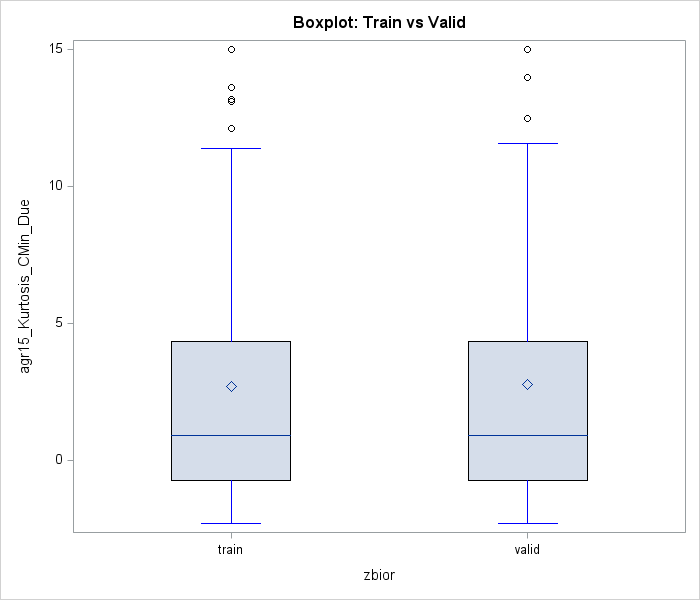 Boxplot: Train vs Valid
15
10
5
0
agr15_Kurtosis_CMin_Due
train
valid
zbior